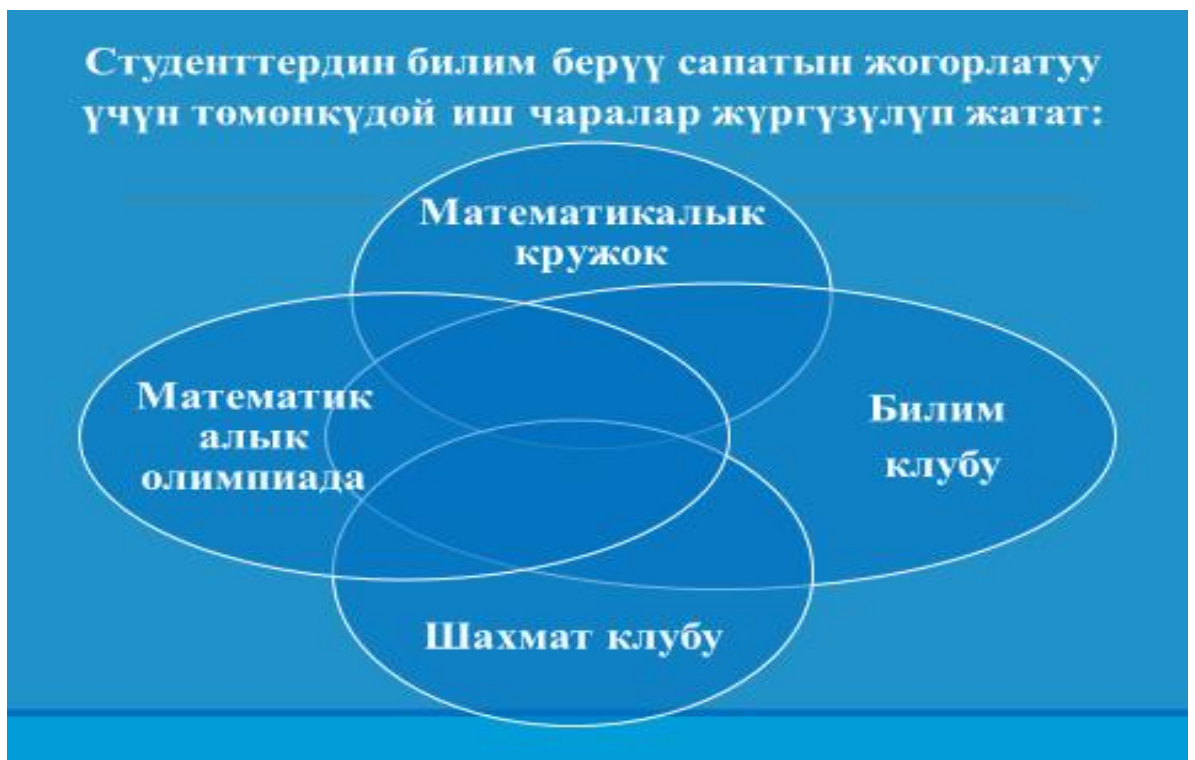 Студенттердин билим берүү сапатын жогорлатуу
үчүн төмөнкүдөй иш чаралар жүргүзүлүп жатат:
Математикалык
кружок
Математик
алык
олимпиада
Билим
клубу
Шахмат клубу